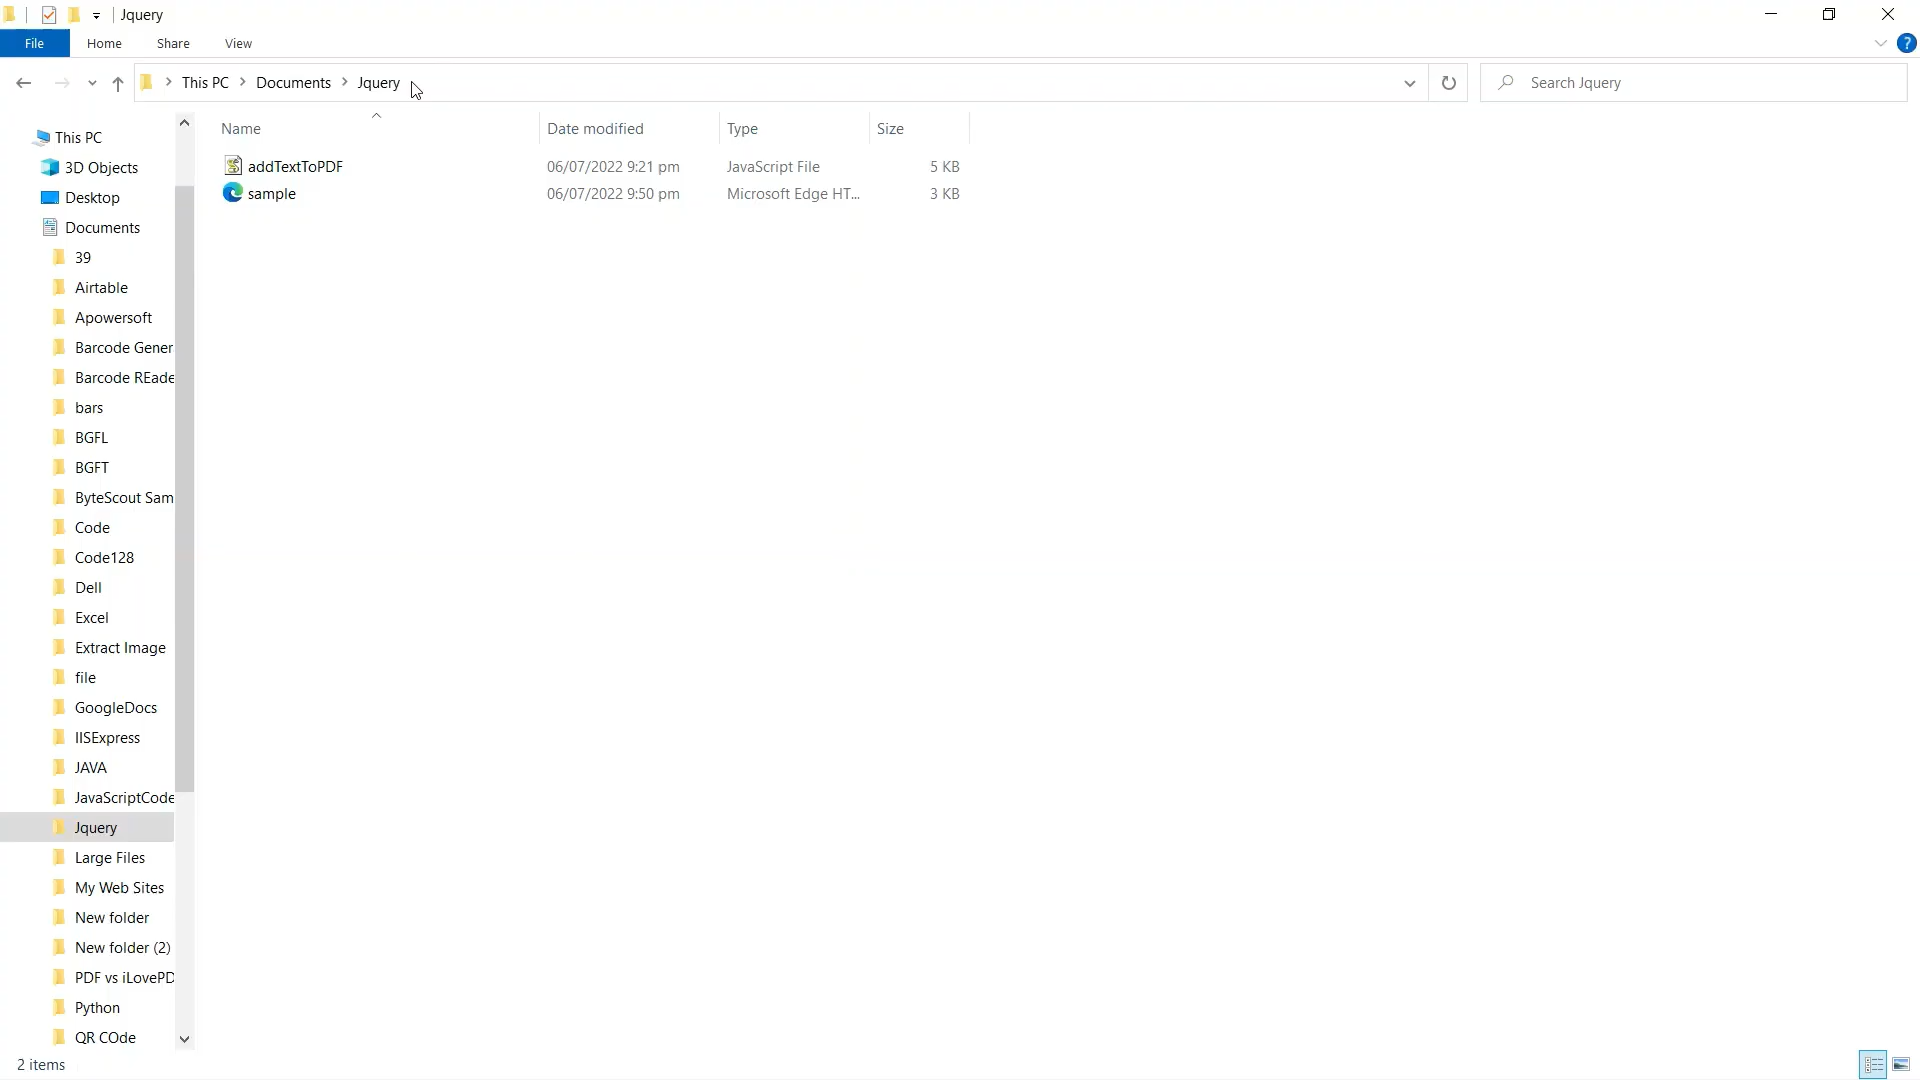 Jquery
File Home Share View
?
This PC Documents Jquery
Search Jquery
Name Date modified Type Size
addTextToPDF 06/07/2022 9:21 pm JavaScript File 5 KB
sample 06/07/2022 9:50 pm Microsoft Edge HT... 3 KB
This PC
3D Objects
Desktop
Documents
39
Airtable
Apowersoft
Barcode Gener
Barcode REade
bars
BGFL
BGFT
ByteScout Sam
Code
Code128
Dell
Excel
Extract Image
file
GoogleDocs
IISExpress
JAVA
JavaScriptCode
Jquery
Large Files
My Web Sites
New folder
New folder (2)
PDF vs iLovePD
Python
QR COde
2 items